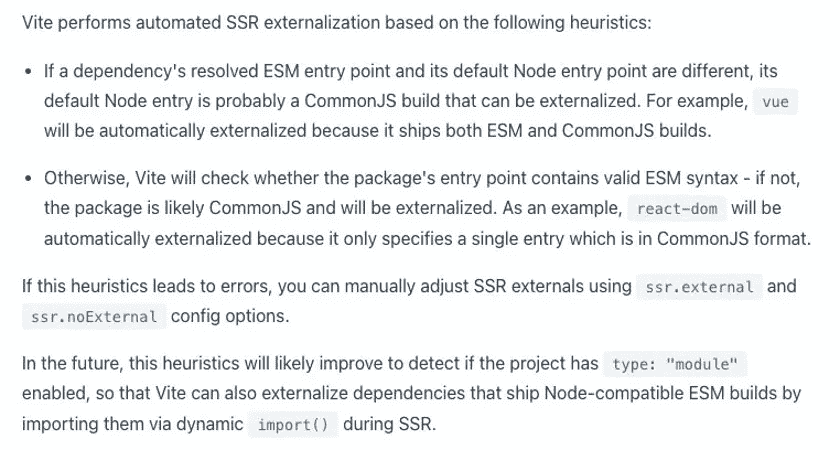 Vite performs automated SSR externalization based on the following heuristics:
• If a dependency's resolved ESM entry point and its default Node entry point are different, its
default Node entry is probably a CommonJS build that can be externalized. For example, vue
will be automatically externalized because it ships both ESM and CommonJS builds.
• Otherwise, Vite will check whether the package's entry point contains valid ESM syntax - if not,
the package is likely CommonJS and will be externalized. As an example, react-dom will be
automatically externalized because it only specifies a single entry which is in CommonJS format.
If this heuristics leads to errors, you can manually adjust SSR externals using ssr.external and
ssr.noExternal config options.
In the future, this heuristics will likely improve to detect if the project has type: "module"
enabled, so that Vite can also externalize dependencies that ship Node-compatible ESM builds by
importing them via dynamic import() during SSR.